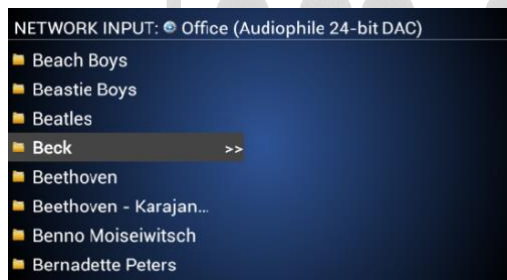 NETWORK INPUT: Office (Audiophile 24-bit DAC)
Beach Boys
Beastie Boys
Beatles
Beck >>
Beethoven
Beethoven - Karajan...
Benno Moiseiwitsch
Bernadette Peters